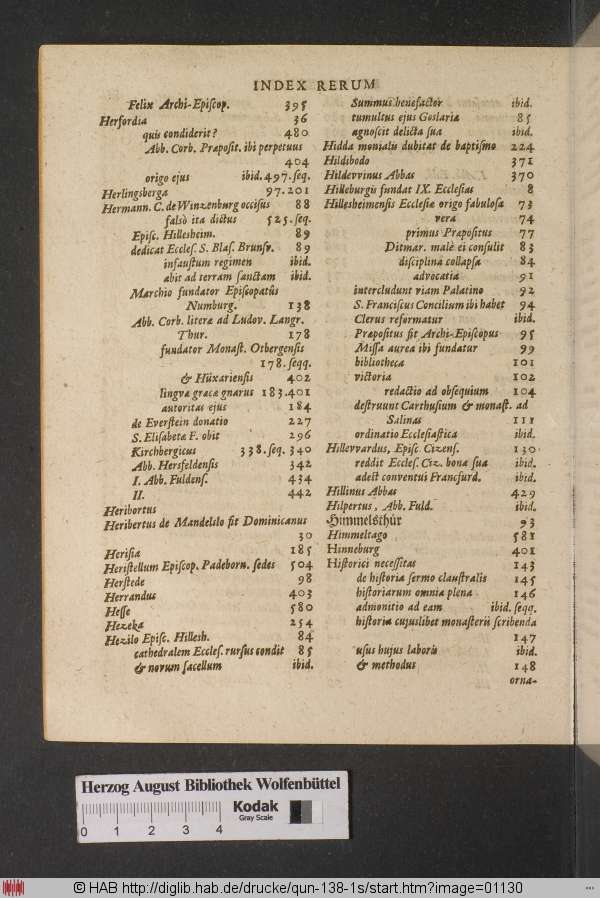 INDEX RERUM
Felix Archi-Episcop. 395
Herfordia 36
quis condiderit? 480
Abb. Corb. Præposit. ibi perpetuus
404
origo ejus ibid. 497. seq.
Herlingsberga 97. 201
Hermann. C. de Winzenburg occisus 88
falsò ita dictus 525. seq.
Episc. Hillesheim. 89
dedicat Eccles. S. Blas. Brunsv. 89
infaustum regimen ibid.
abit ad terram sanctam ibid.
Marchio fundator Episcopatûs
Numburg. 138
Abb. Corb. literæ ad Ludov. Langr.
Thur. 178
fundator Monast. Otbergensis
178. seqq.
& Hüxariensis 402
lingvæ græcæ gnarus 183. 401
autoritas ejus 184
de Everstein donatio 227
S. Elisabetæ F. obit 296
Kirchbergicus 338. seq. 340
Abb. Hersfeldensis 342
I. Abb. Fuldens. 434
II. 442
Heribortus
Heribertus de Mandelslo fit Dominicanus
30
Herisia 185
Heristellum Episcop. Padeborn. sedes 504
Herstede 98
Herrandus 403
Hesse 580
Hezeka 254
Hezilo Episc. Hillesh. 84
cathedralem Eccles. rursus condit 85
& novum sacellum ibid.
Summus benefactor ibid.
tumultus ejus Goslariæ 85
agnoscit delicta sua ibid.
Hidda monialis dubitat de baptismo 224
Hildibodo 371
Hildevvinus Abbas 370
Hilleburgis fundat IX. Ecclesias 8
Hillesheimensis Ecclesiæ origo fabulosa 73
vera 74
primus Præpositus 77
Ditmar. malè ei consulit 83
disciplina collapsa 84
advocatia 91
intercludunt viam Palatino 92
S. Franciscus Concilium ibi habet 94
Clerus reformatur ibid.
Præpositus fit Archi-Episcopus 95
Missa aurea ibi fundatur 99
bibliotheca 101
victoria 102
redactio ad obsequium 104
destruunt Carthusium & monast. ad
Salinas 111
ordinatio Ecclesiastica ibid.
Hillevvardus, Episc. Cizens. 130
reddit Eccles. Ciz. bona sua ibid.
adest conventui Francfurd. ibid.
Hillinus Abbas 429
Hilpertus, Abb. Fuld. ibid.
Himmelsthür 93
Himmeltago 581
Hinneburg 401
Historici necessitas 143
de historia sermo claustralis 145
historiarum omnia plena 146
admonitio ad eam ibid. seqq.
historia cujuslibet monasterii scribenda
147
usus hujus laboris ibid.
& methodus 148
orna-
Herzog August Bibliothek Wolfenbüttel
0 1 2 3 4
Kodak
Gray Scale
© HAB http://diglib.hab.de/drucke/qun-138-1s/start.htm?image=01130